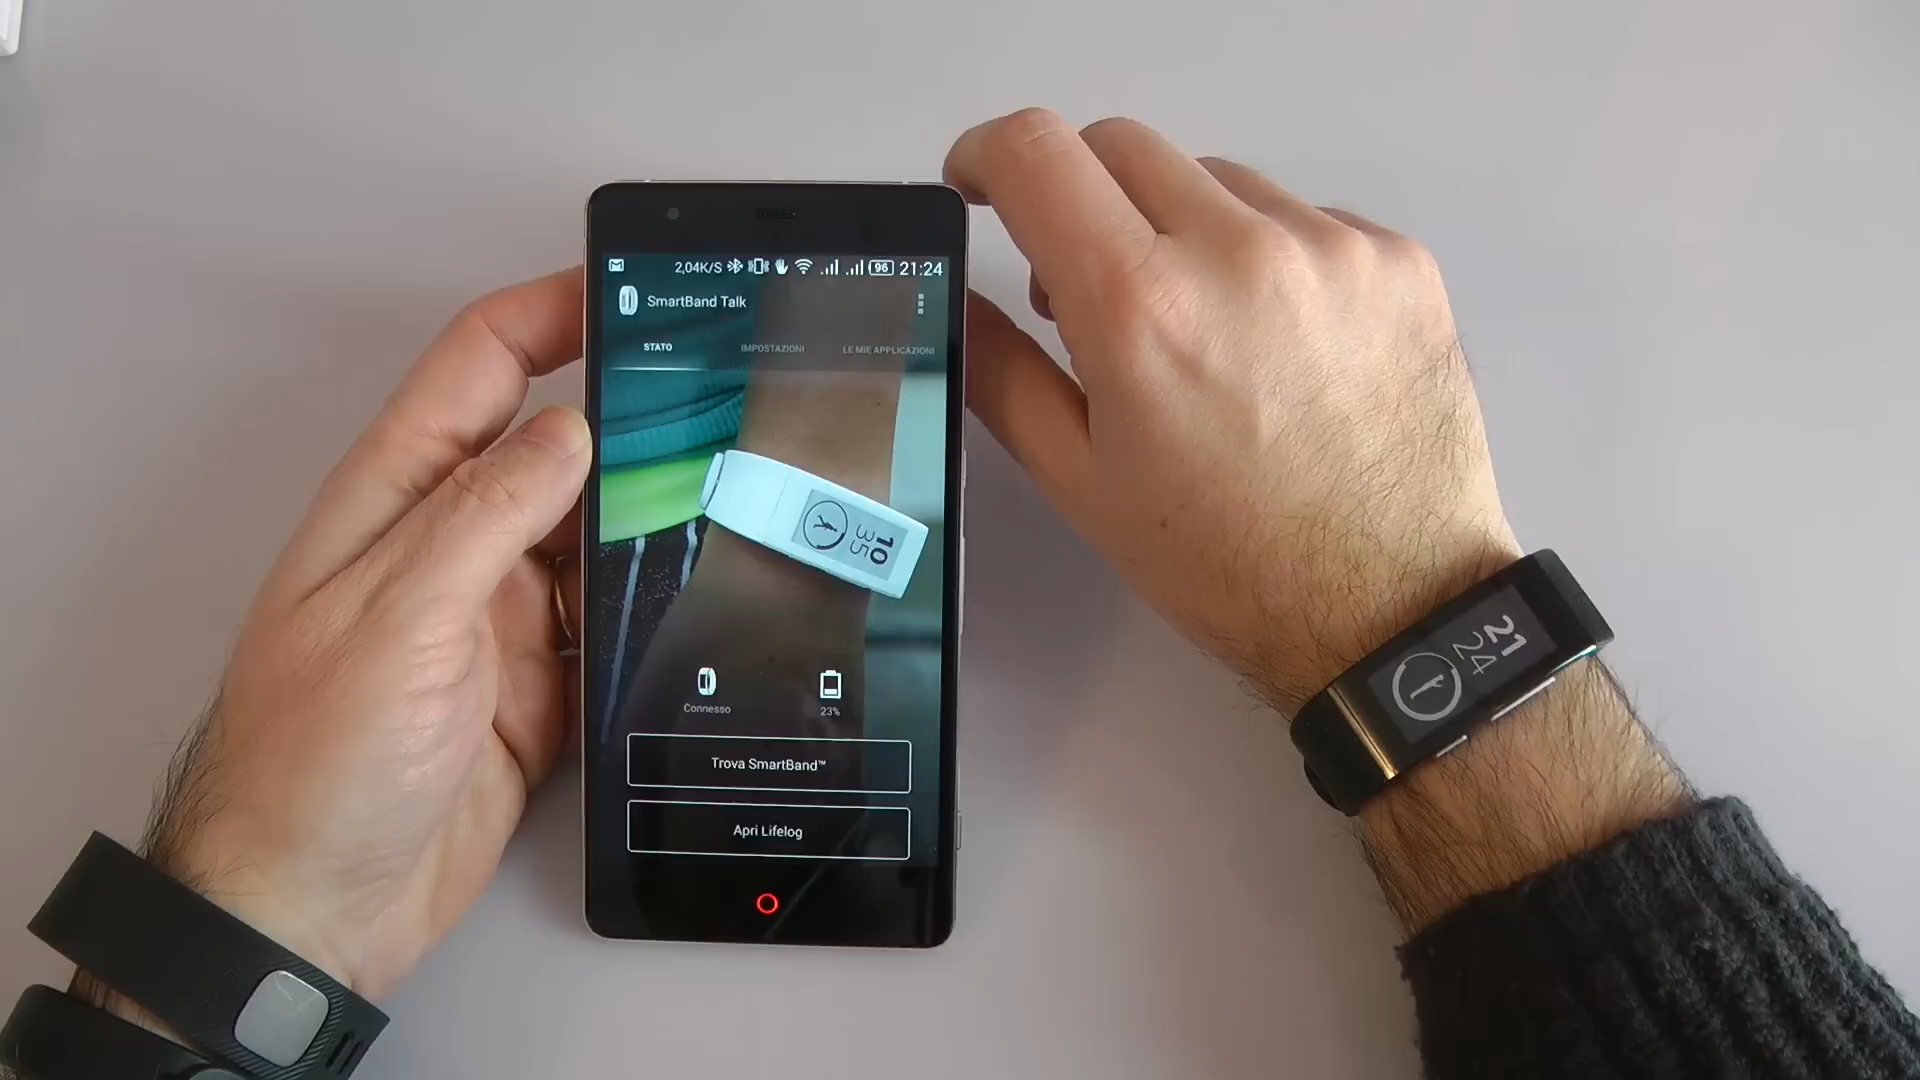 2,04K/S 96 21:24
SmartBand Talk
STATO IMPOSTAZIONI LE MIE APPLICAZIONI
10
35
Connesso 23%
Trova SmartBand™
Apri Lifelog
21
24